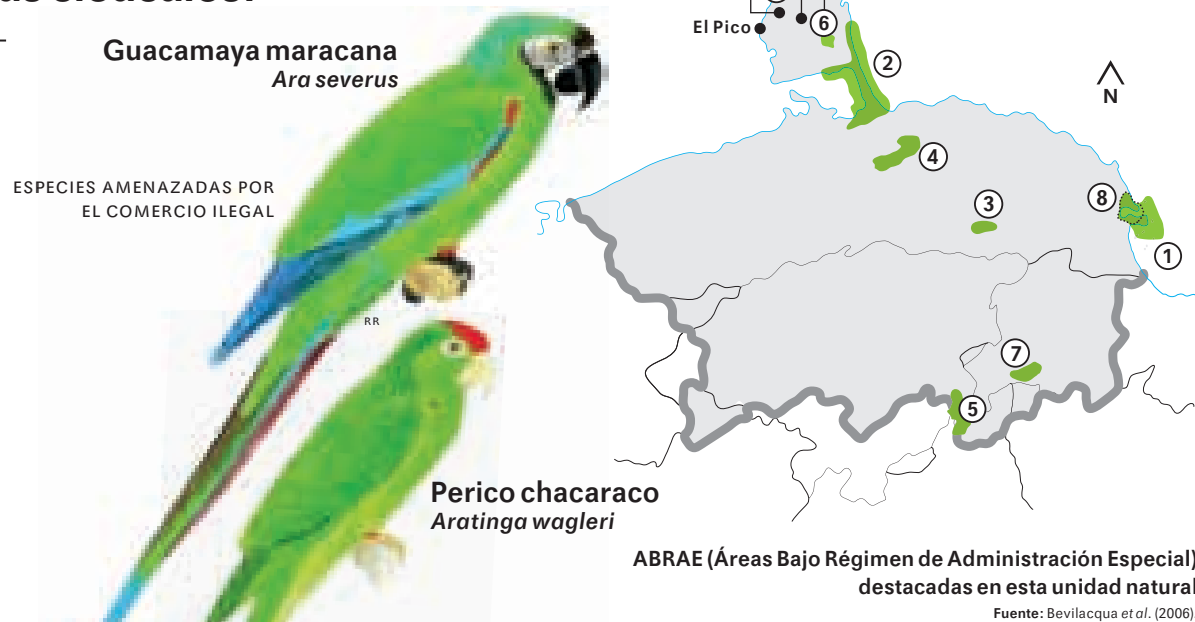 Guacamaya maracana
Ara severus
ESPECIES AMENAZADAS POR
EL COMERCIO ILEGAL
RR
Perico chacaraco
Aratinga wagleri
El Pico
6
2
N
4
3
8
1
7
5
ABRAE (Áreas Bajo Régimen de Administración Especial)
destacadas en esta unidad natural
Fuente: Bevilacqua et al. (2006)